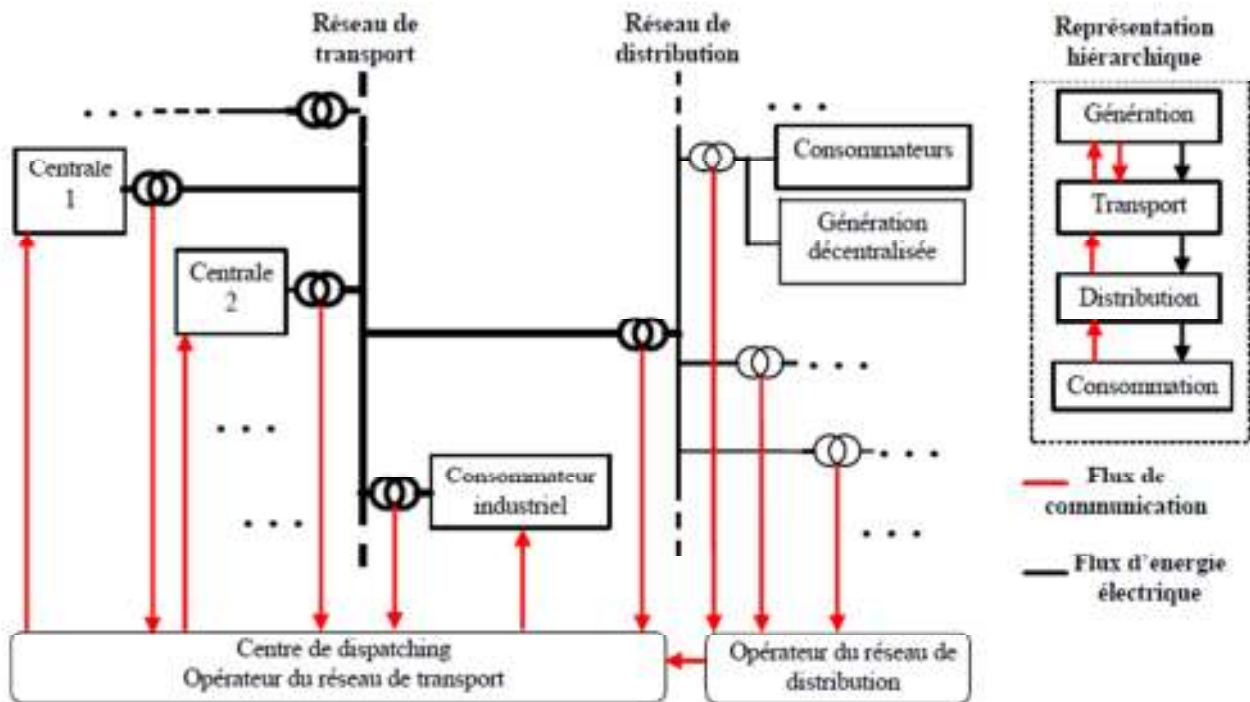 Réseau de
transport
Réseau de
distribution
Représentation
hiérarchique
. . .
. . .
Centrale
1
Centrale
2
Consommateurs
Génération
décentralisée
Génération
Transport
Distribution
Consommation
. . .
. . .
. . .
. . .
. . .
Consommateur
industriel
Flux de
communication
Flux d'energie
électrique
Centre de dispatching
Opérateur du réseau de transport
Opérateur du réseau de
distribution